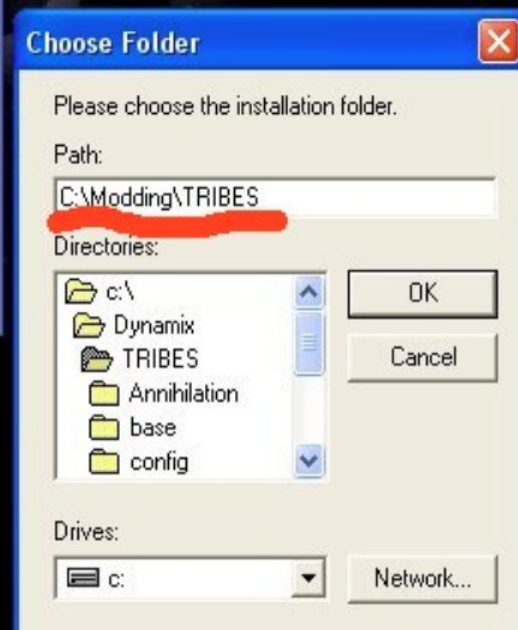 Choose Folder
Please choose the installation folder.
Path:
C:\Modding\TRIBES
Directories:
c:\
Dynamix
TRIBES
Annihilation
base
config
OK
Cancel
Drives:
c:
Network...